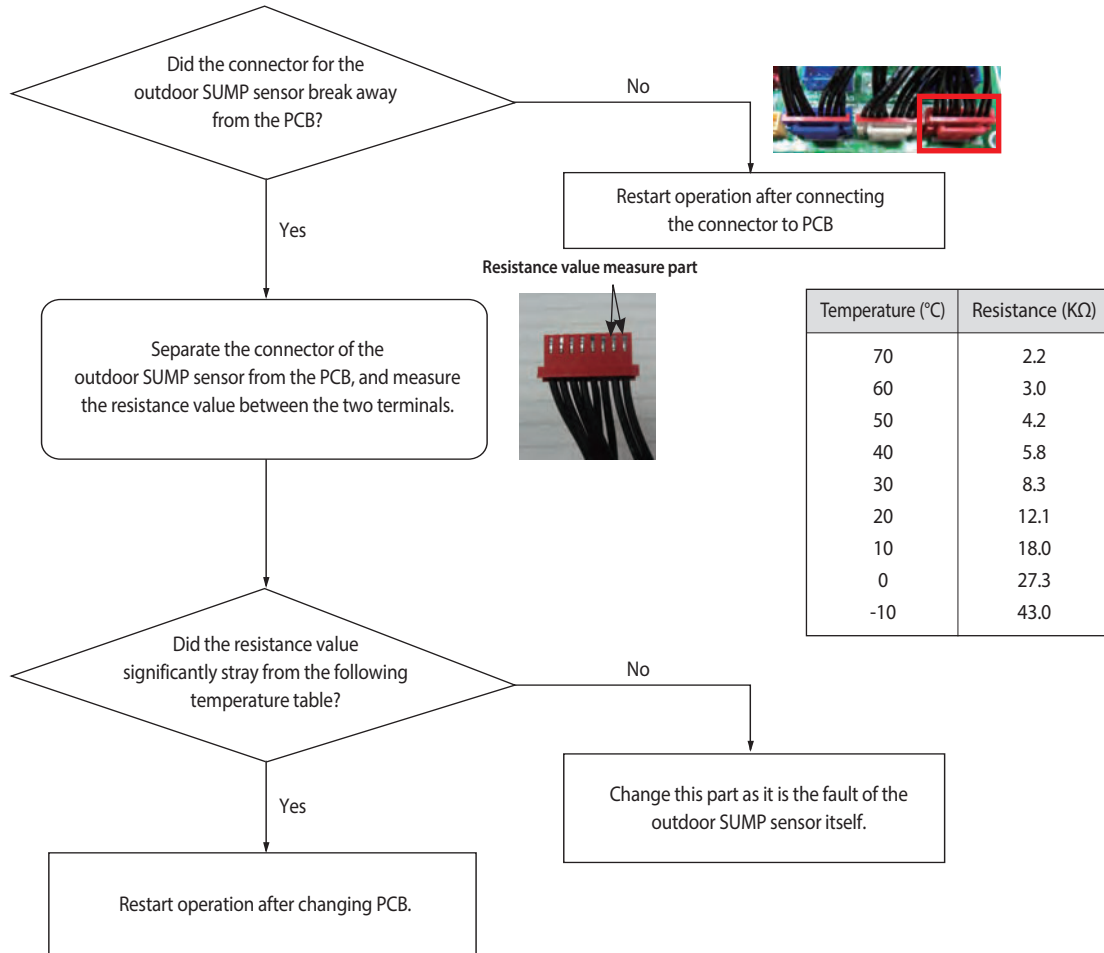 Did the connector for the
outdoor SUMP sensor break away
from the PCB?
No
Restart operation after connecting
the connector to PCB
Yes
Resistance value measure part
Separate the connector of the
outdoor SUMP sensor from the PCB, and measure
the resistance value between the two terminals.
Temperature (°C) Resistance (KΩ)
70 2.2
60 3.0
50 4.2
40 5.8
30 8.3
20 12.1
10 18.0
0 27.3
-10 43.0
Did the resistance value
significantly stray from the following
temperature table?
No
Change this part as it is the fault of the
outdoor SUMP sensor itself.
Yes
Restart operation after changing PCB.